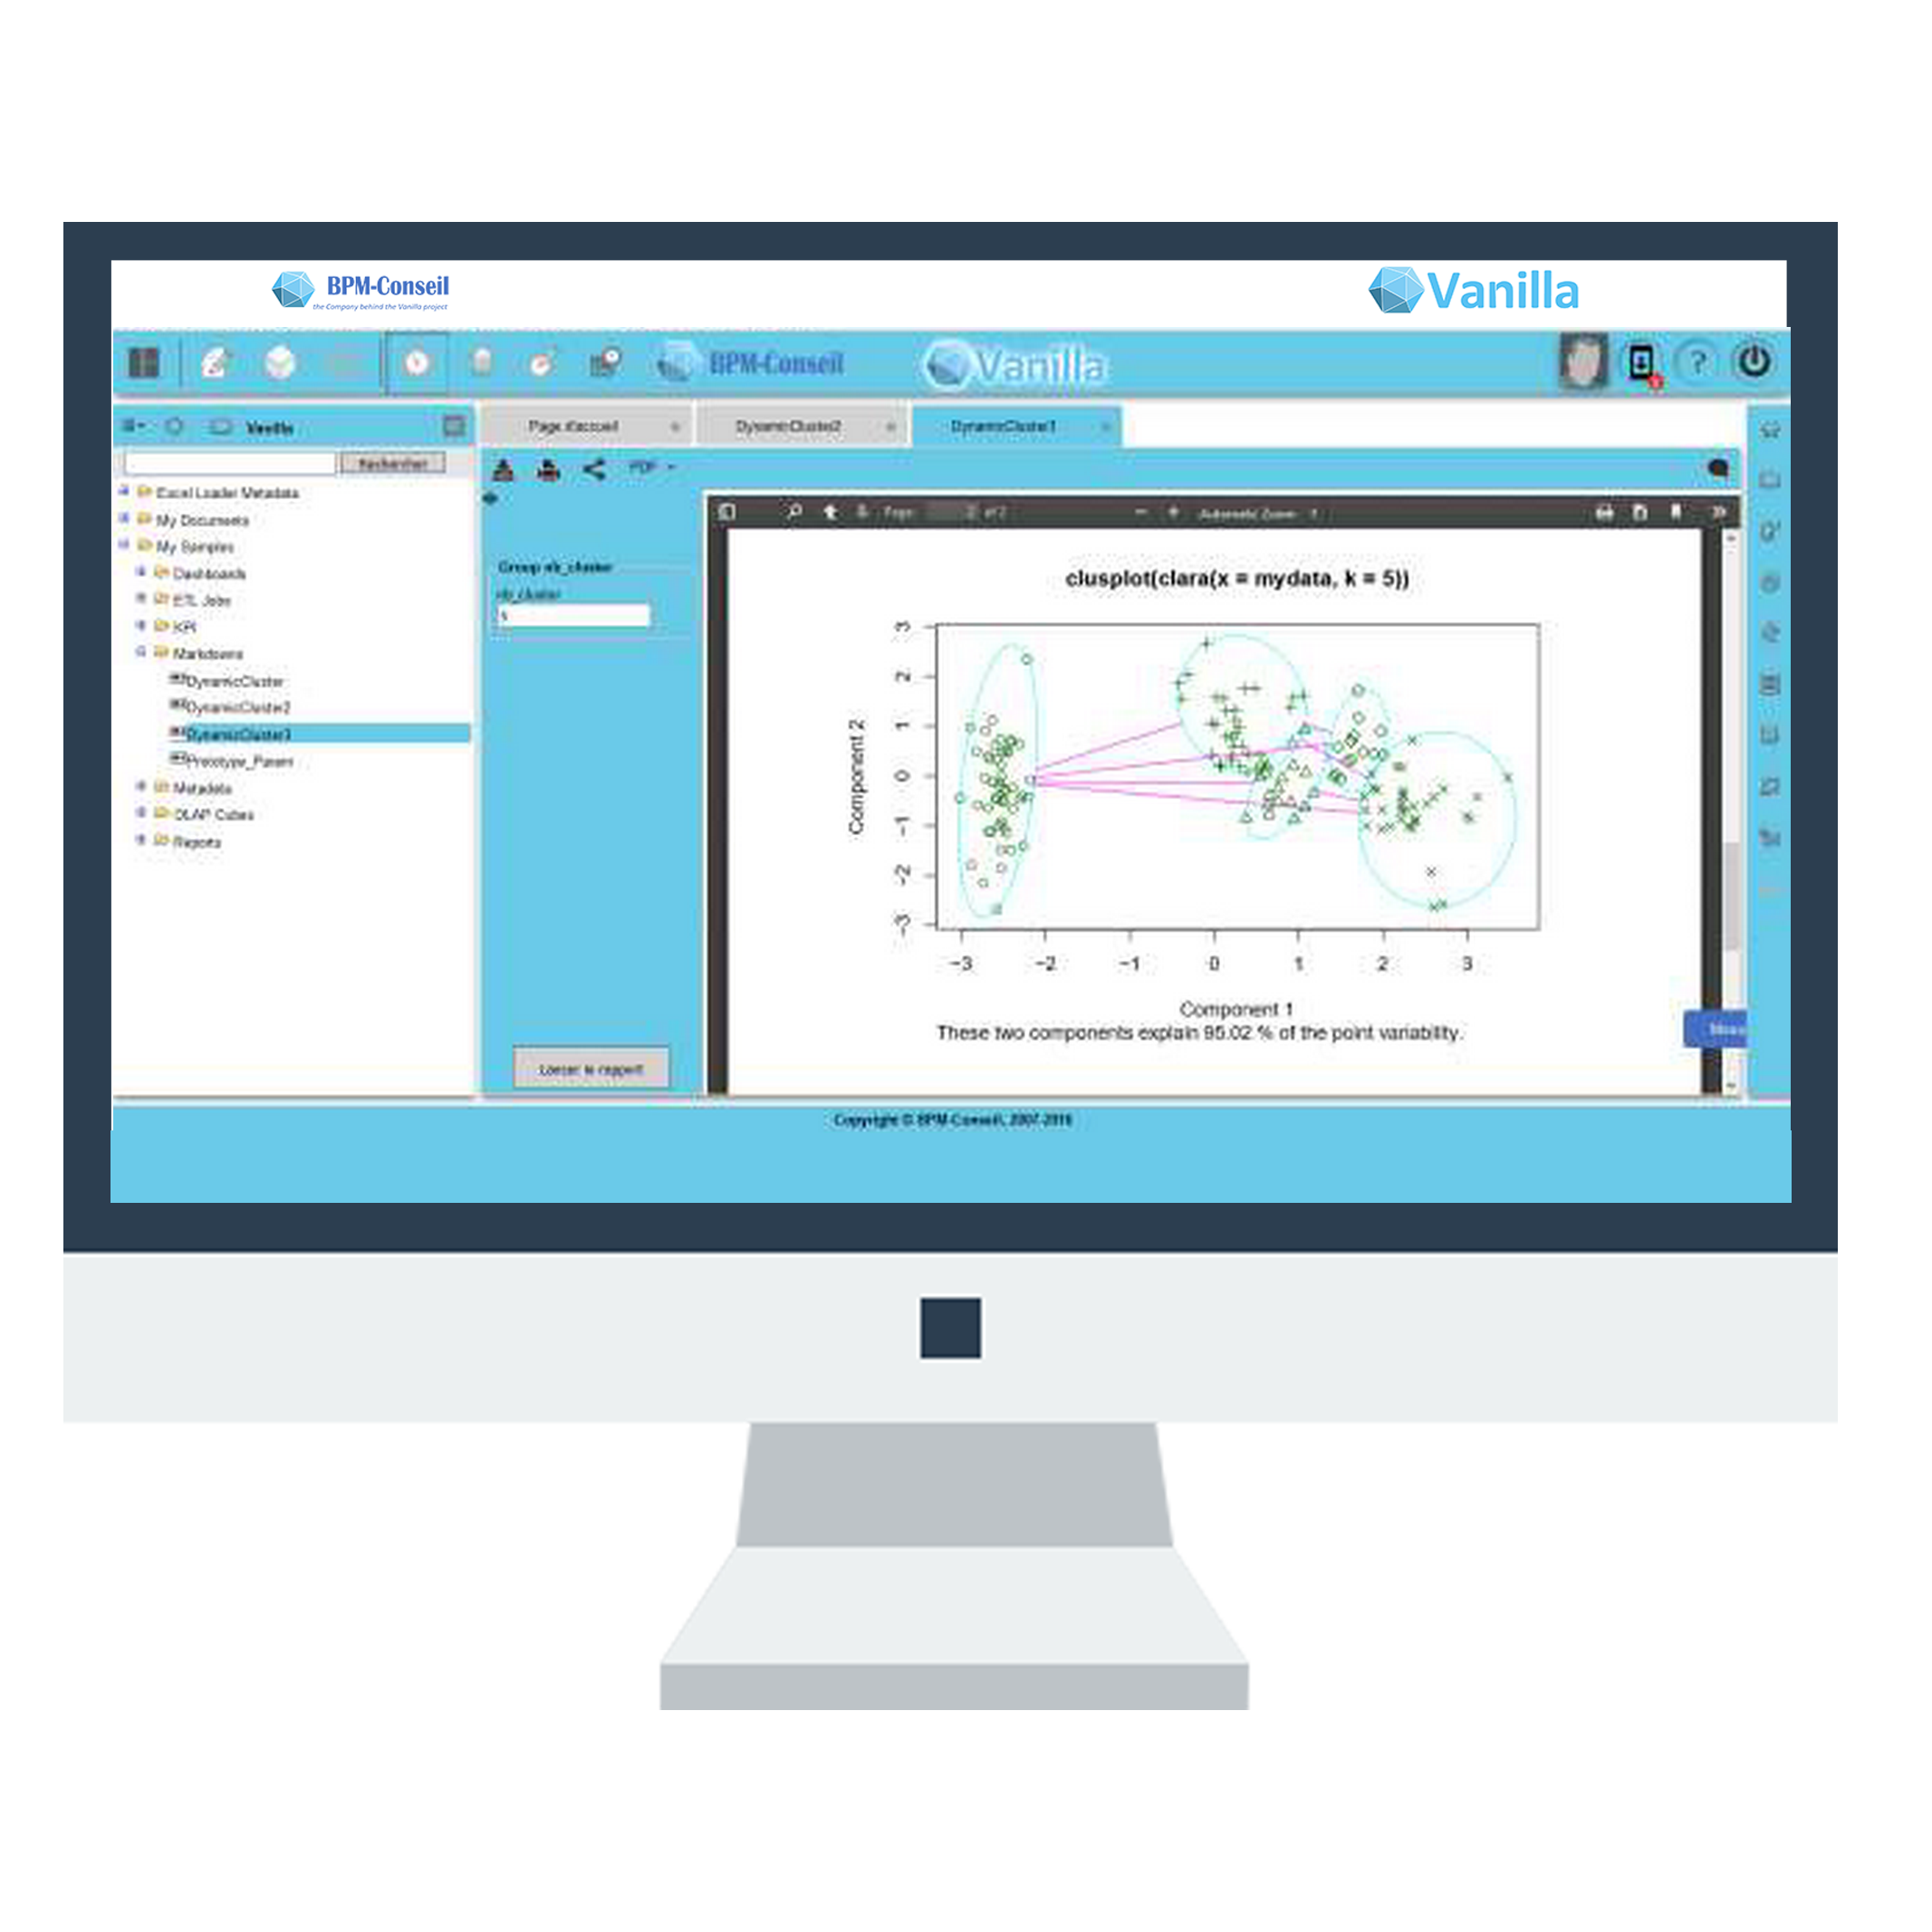 BPM-Conseil
the Company behind the Vanilla project
Vanilla
BPM-Conseil
Vanilla
?
Vanilla
Rechercher
Page d'accueil
DynamicCluster2
DynamicCluster3
PDF
Excel Loader Metadata
My Documents
My Samples
Dashboards
ETL Jobs
KPI
Markdowns
DynamicCluster
DynamicCluster2
DynamicCluster3
Prototype_Param
Metadata
OLAP Cubes
Reports
Group nb_cluster
nb_cluster
5
Lancer le rapport
Page: 2 of 2
Automatic Zoom
clusplot(clara(x = mydata, k = 5))
Component 2
3
2
1
0
−1
−2
−3
−3 −2 −1 0 1 2 3
Component 1
These two components explain 95.02 % of the point variability.
Copyright © BPM-Conseil, 2007-2016